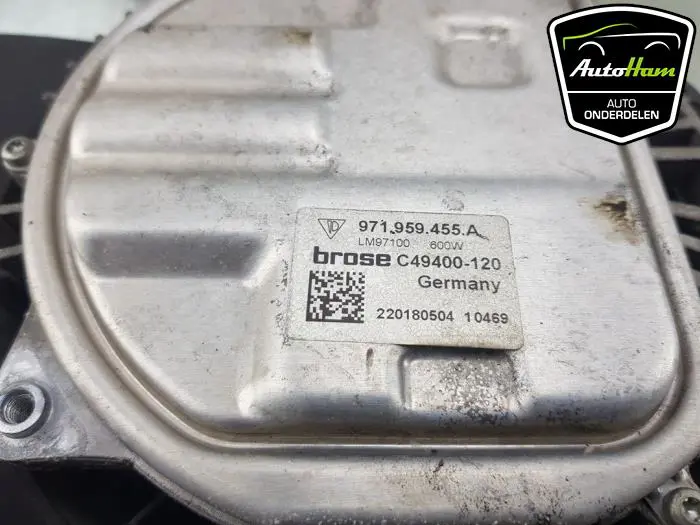 AutoHam
AUTO
ONDERDELEN
971.959.455.A
LM97100 600W
brose C49400-120
Germany
220180504 10469